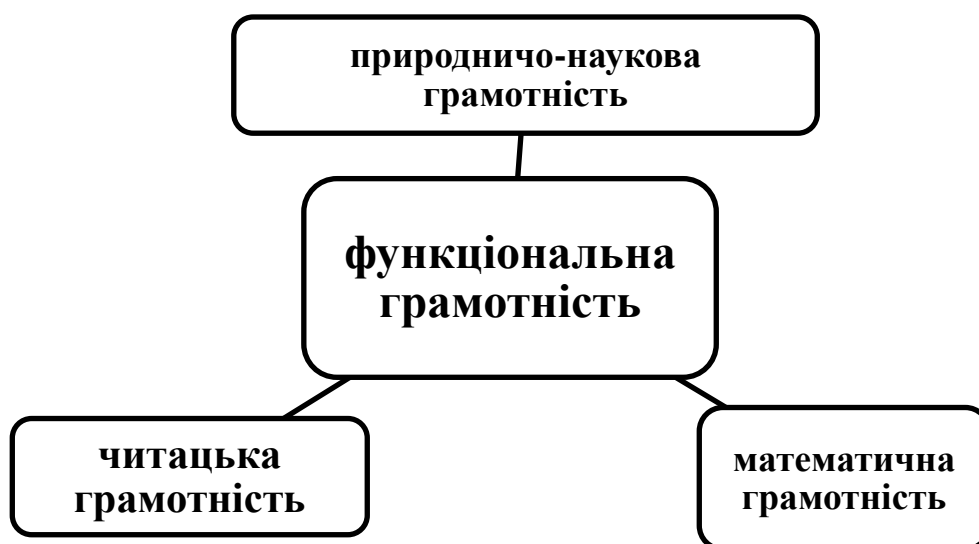 природничо-наукова
грамотність
функціональна
грамотність
читацька
грамотність
математична
грамотність